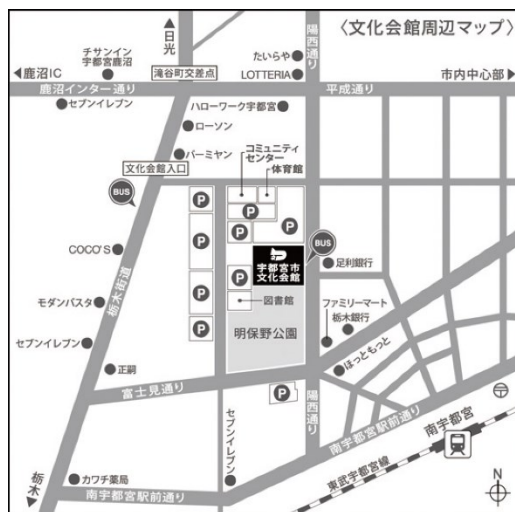 〈文化会館周辺マップ〉
日光
陽西通り
チサンイン
宇都宮鹿沼
たいらや
LOTTERIA
鹿沼IC
滝谷町交差点
市内中心部
鹿沼インター通り
平成通り
セブンイレブン
ハローワーク宇都宮
ローソン
バーミヤン
コミュニティ
センター
体育館
文化会館入口
BUS
P
P
P
P
P
BUS
COCO'S
宇都宮市
文化会館
足利銀行
P
P
栃木街道
モダンパスタ
図書館
ファミリーマート
栃木銀行
P
セブンイレブン
明保野公園
正嗣
ほっともっと
富士見通り
P
陽西通り
セブンイレブン
南宇都宮駅前通り
南宇都宮
栃木
カワチ薬局
東武宇都宮線
南宇都宮駅前通り
N